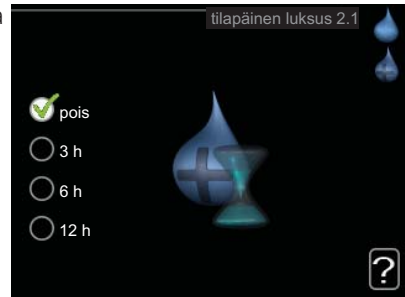 tilapäinen luksus 2.1
pois
3 h
6 h
12 h
?